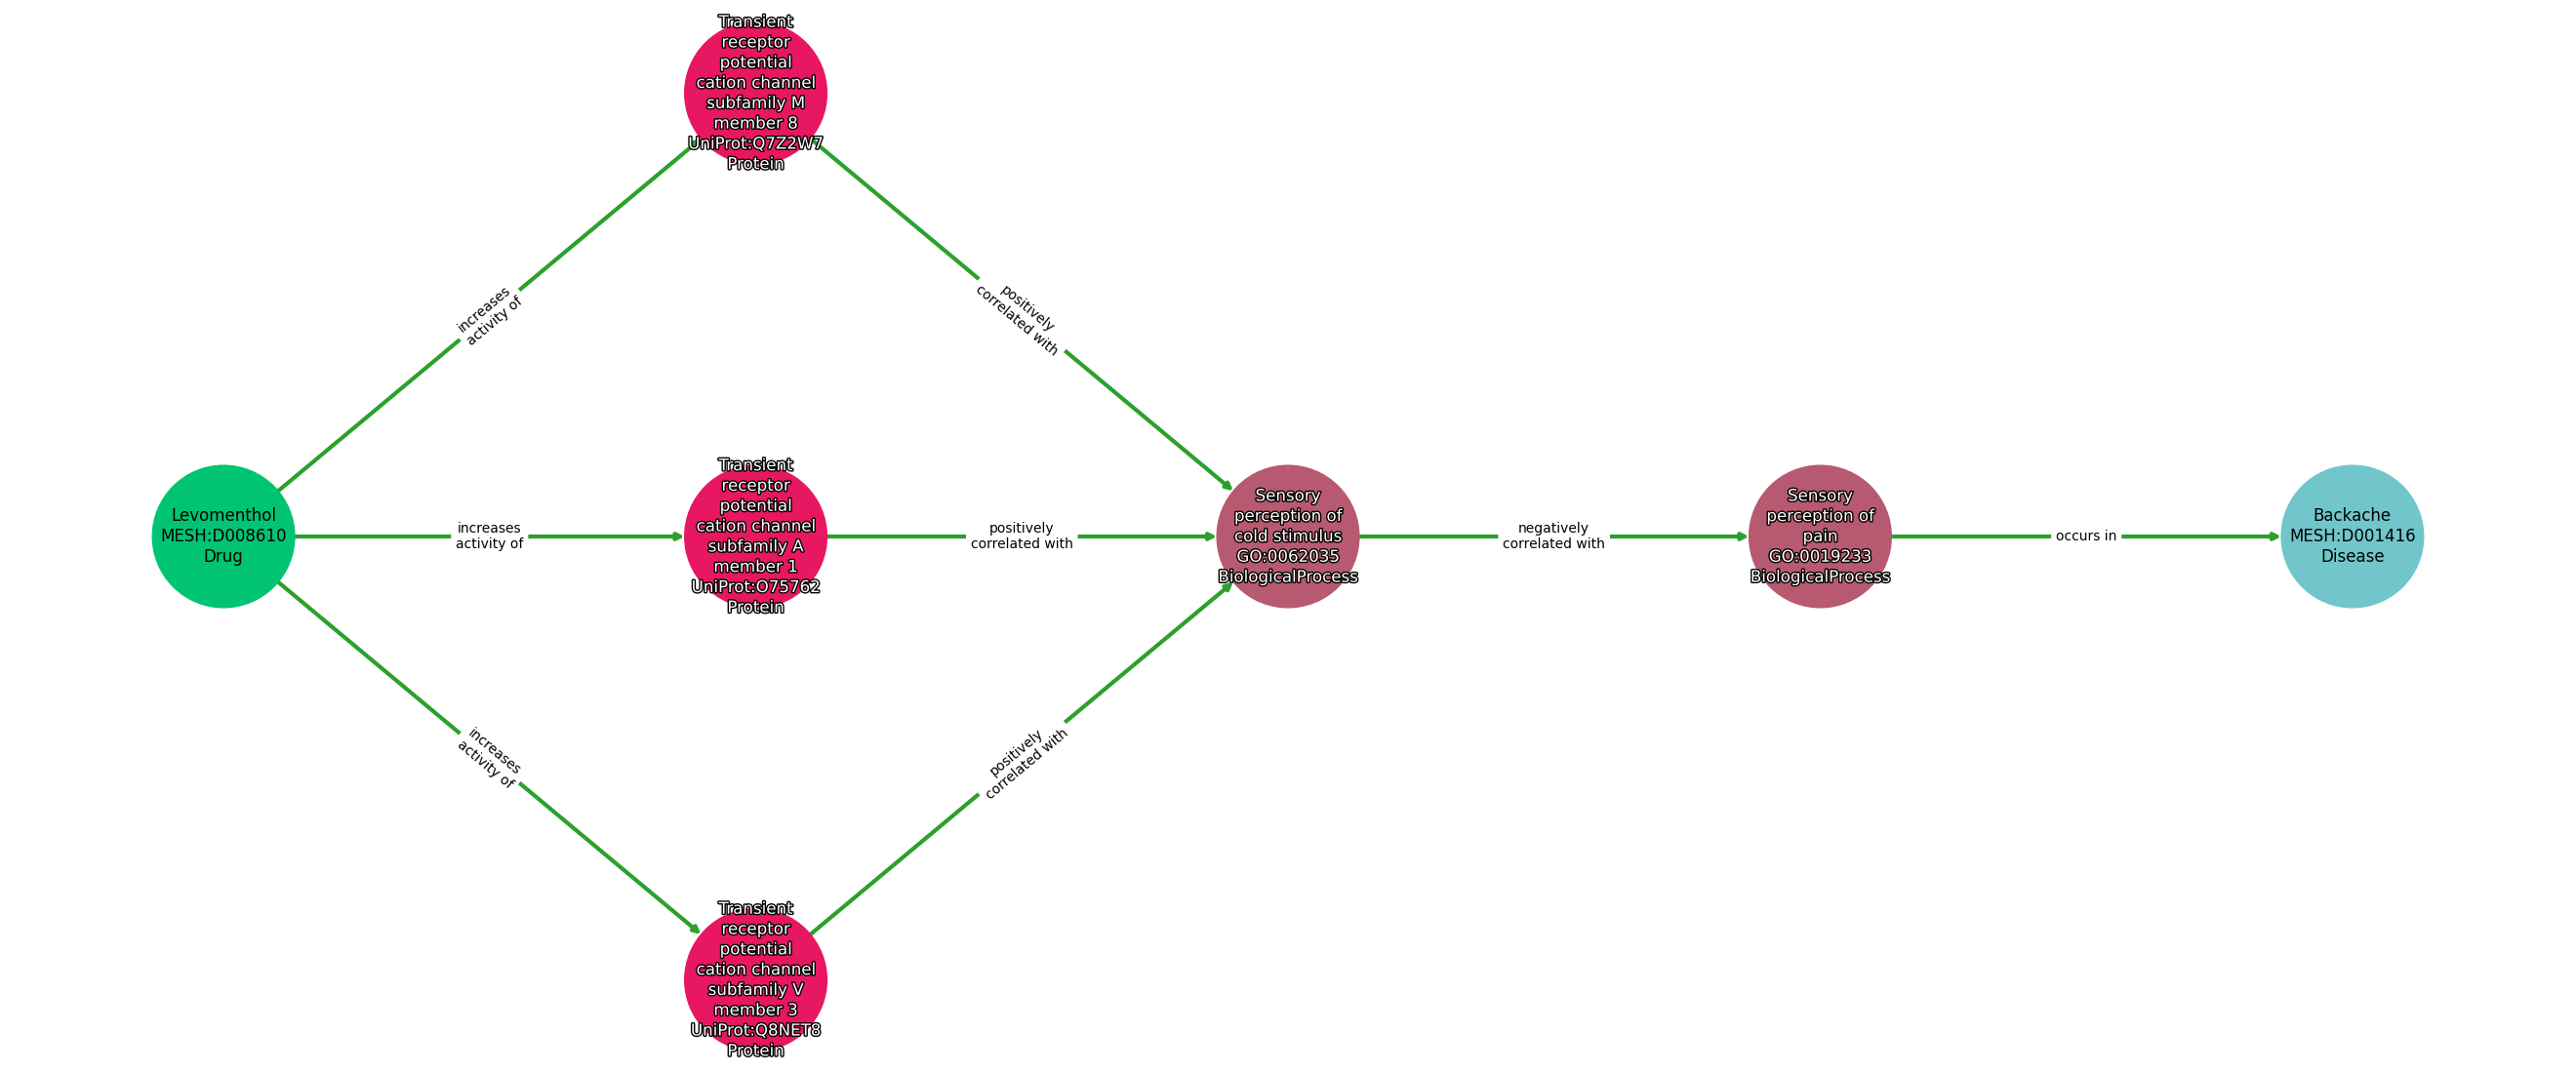 Transient
receptor
potential
cation channel
subfamily M
member 8
UniProt:Q7Z2W7
Protein
increases
activity of
positively
correlated with
Levomenthol
MESH:D008610
Drug
increases
activity of
Transient
receptor
potential
cation channel
subfamily A
member 1
UniProt:O75762
Protein
positively
correlated with
Sensory
perception of
cold stimulus
GO:0062035
BiologicalProcess
negatively
correlated with
Sensory
perception of
pain
GO:0019233
BiologicalProcess
occurs in
Backache
MESH:D001416
Disease
increases
activity of
positively
correlated with
Transient
receptor
potential
cation channel
subfamily V
member 3
UniProt:Q8NET8
Protein